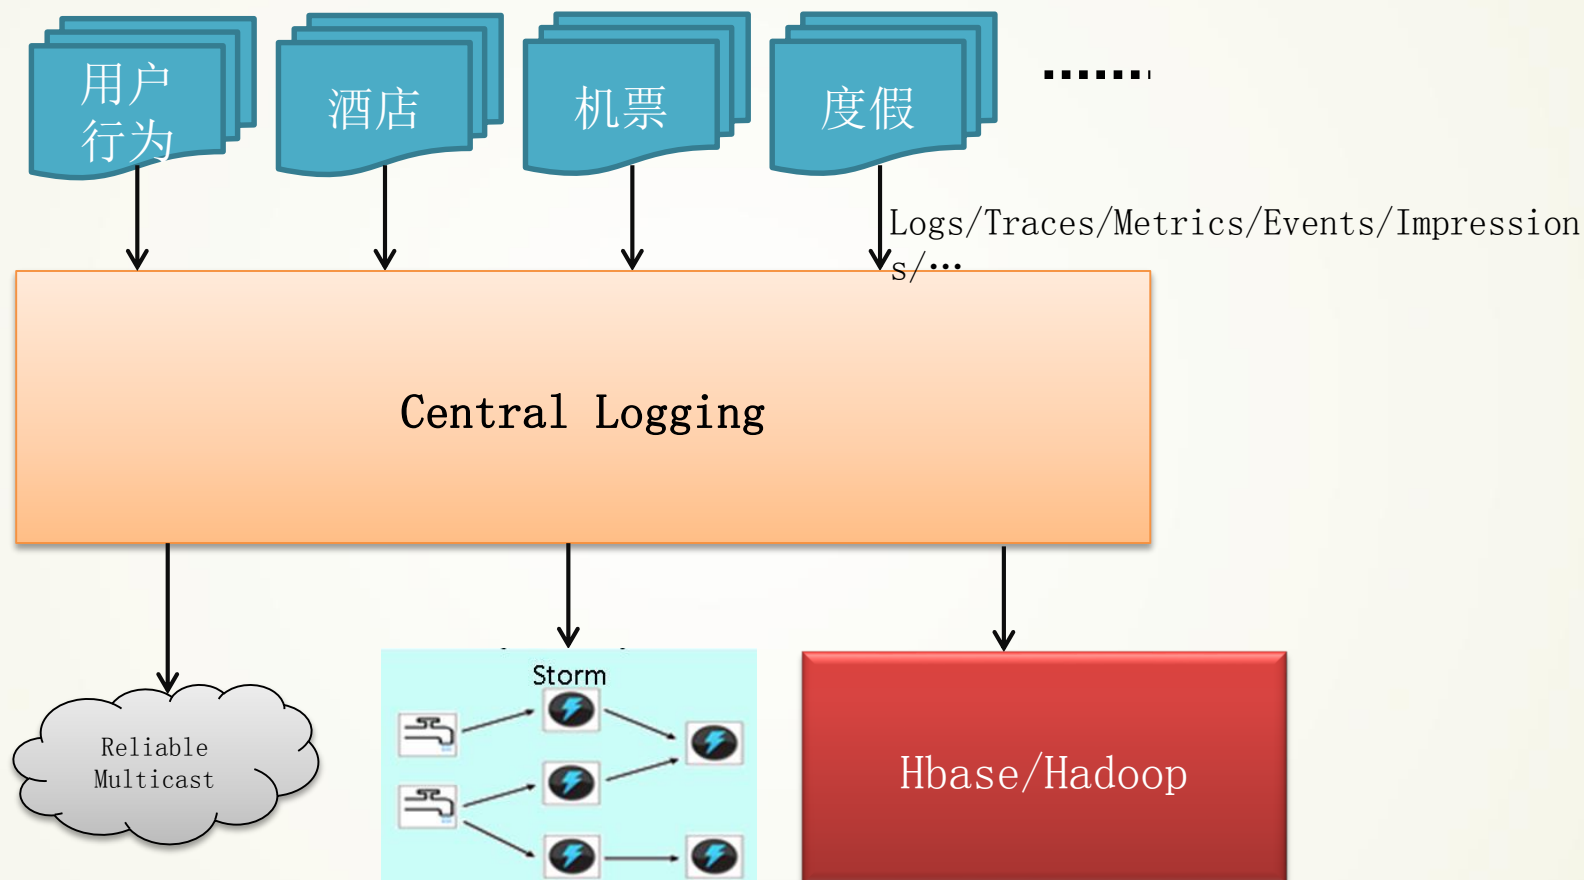 用户
行为
酒店
机票
度假
.......
Logs/Traces/Metrics/Events/Impression
s/…
Central Logging
Storm
Reliable
Multicast
Hbase/Hadoop